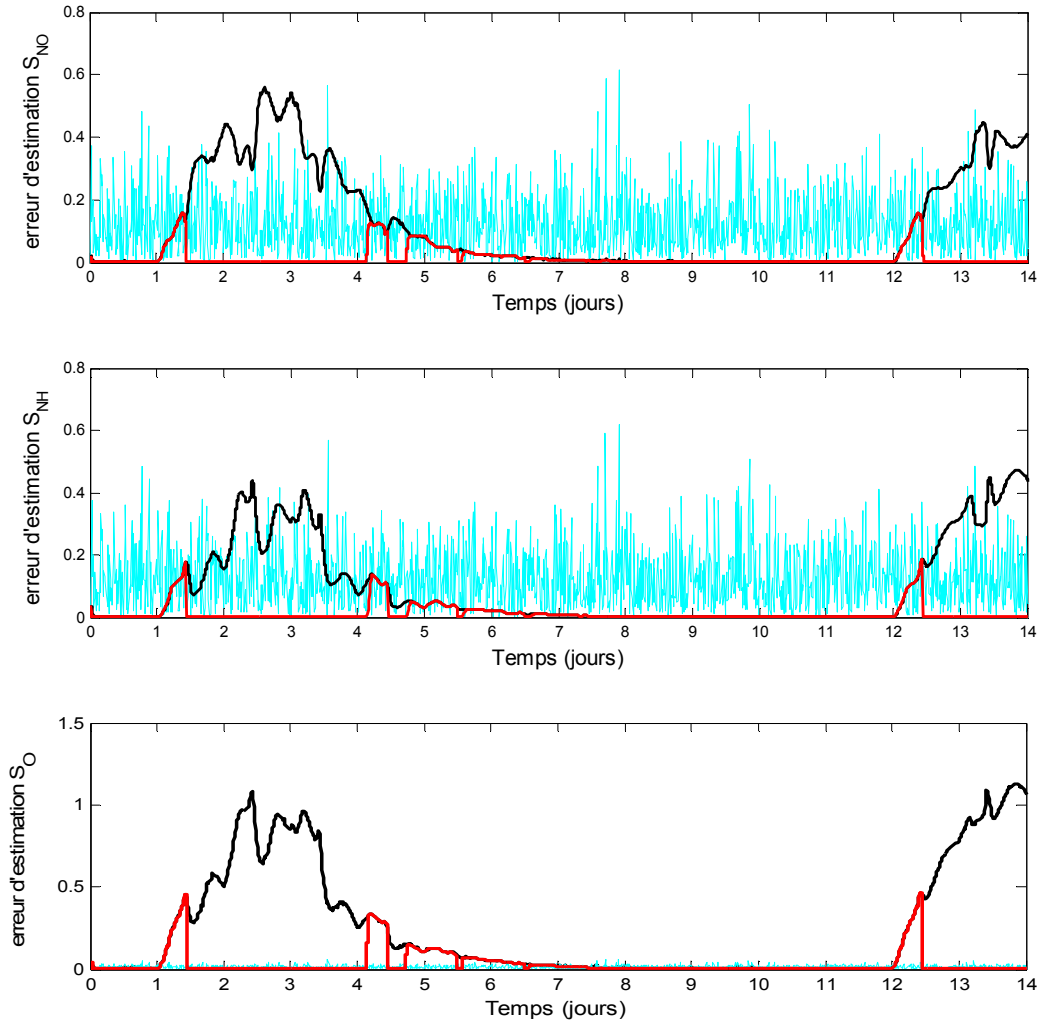 0.8
0.6
0.4
0.2
0
erreur d'estimation S_NO
0 1 2 3 4 5 6 7 8 9 10 11 12 13 14
Temps (jours)
0.8
0.6
0.4
0.2
0
erreur d'estimation S_NH
0 1 2 3 4 5 6 7 8 9 10 11 12 13 14
Temps (jours)
1.5
1
0.5
0
erreur d'estimation S_O
0 1 2 3 4 5 6 7 8 9 10 11 12 13 14
Temps (jours)